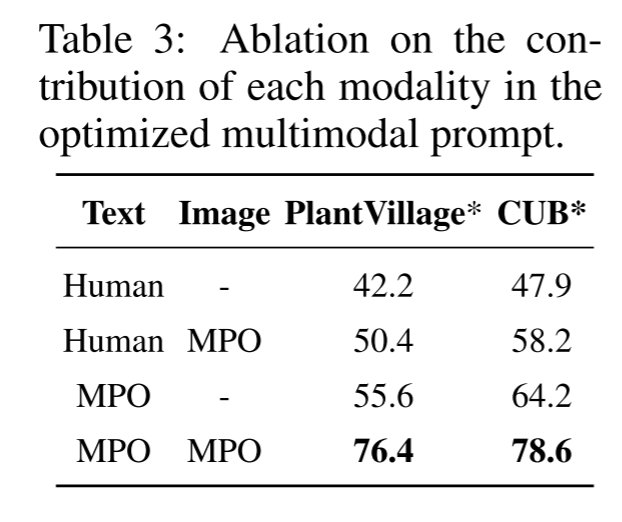 Table 3: Ablation on the con-
tribution of each modality in the
optimized multimodal prompt.
Text Image PlantVillage* CUB*
Human - 42.2 47.9
Human MPO 50.4 58.2
MPO - 55.6 64.2
MPO MPO 76.4 78.6